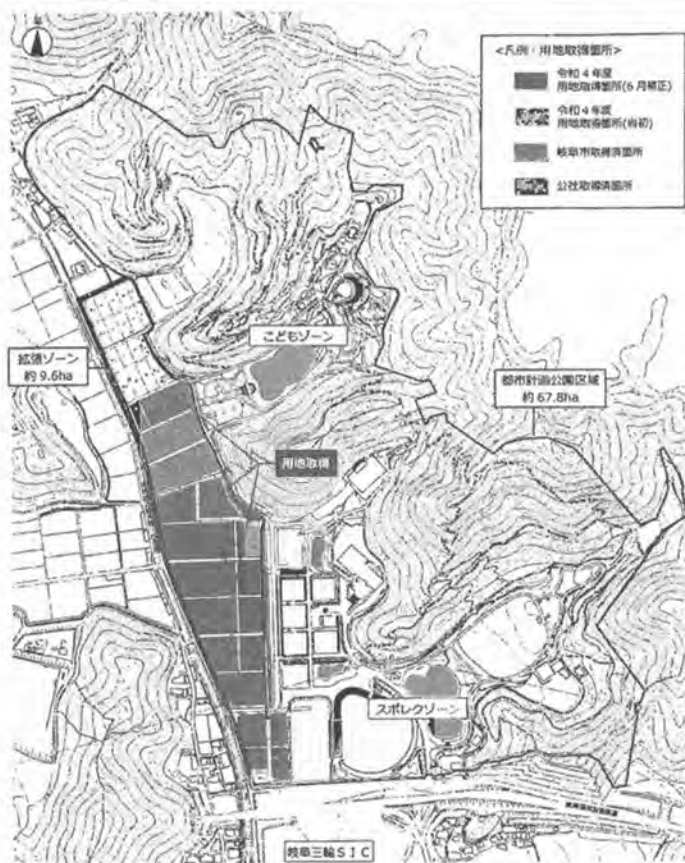 北
<凡例:用地取得箇所>
令和4年度
用地取得箇所(6月補正)
令和4年度
用地取得箇所(当初)
岐阜市取得済箇所
公社取得済箇所
こどもゾーン
拡張ゾーン
約9.6ha
都市計画公園区域
約67.8ha
用地取得
スポレクゾーン
岐阜三輪SIC